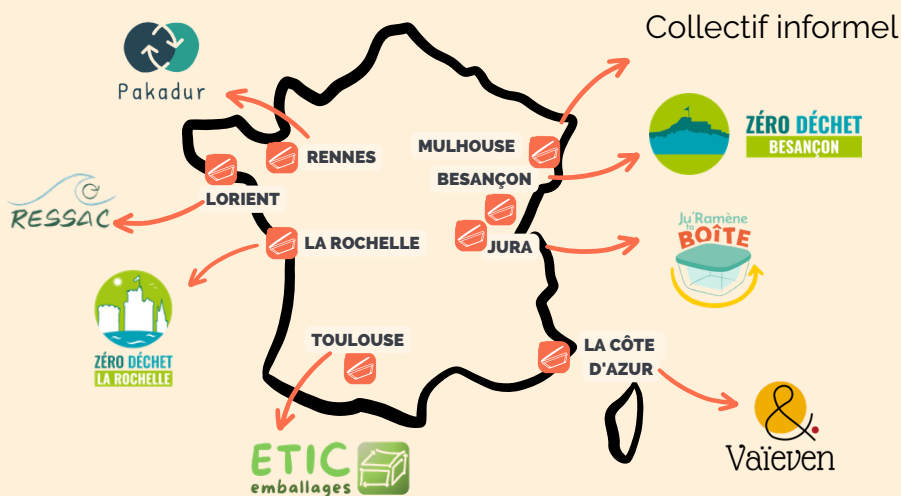 Collectif informel
Pakadur
RENNES
MULHOUSE
BESANÇON
ZÉRO DÉCHET
BESANÇON
LORIENT
RESSAC
LA ROCHELLE
JURA
Ju'Ramène
ta
BOÎTE
ZÉRO DÉCHET
LA ROCHELLE
TOULOUSE
LA CÔTE
D'AZUR
ETIC
emballages
&
Vaïeven